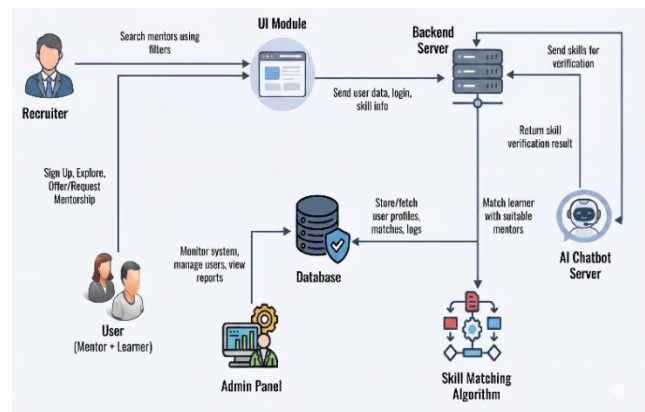 Search mentors using
filters
UI Module
Backend
Server
Send skills for
verification
Recruiter
Send user data, login,
skill info
Return skill
verification result
Sign Up, Explore,
Offer/Request
Mentorship
Store/fetch
user profiles,
matches, logs
Match learner
with suitable
mentors
AI Chatbot
Server
Monitor system,
manage users, view
reports
Database
User
(Mentor + Learner)
Admin Panel
Skill Matching
Algorithm